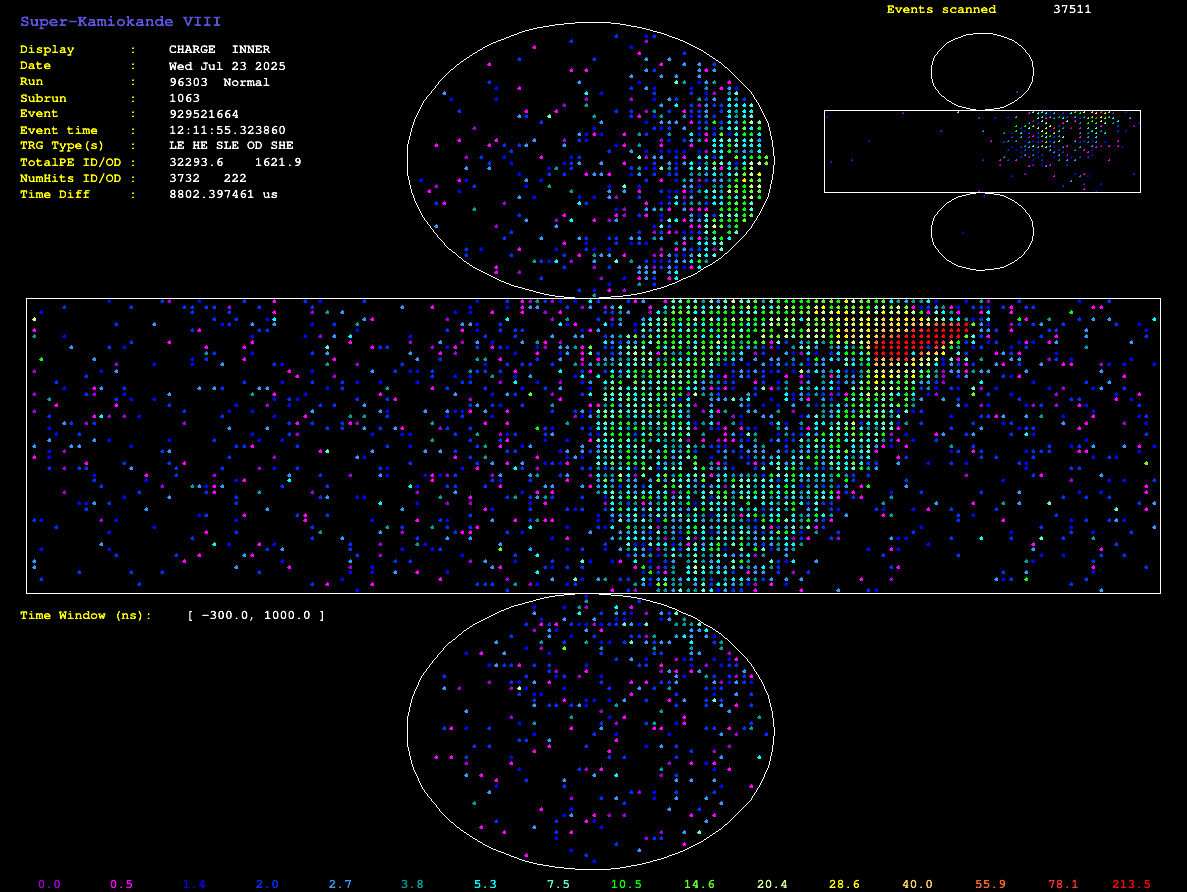 Super-Kamiokande VIII
Events scanned 37511
Display : CHARGE INNER
Date : Wed Jul 23 2025
Run : 96303 Normal
Subrun : 1063
Event : 929521664
Event time : 12:11:55.323860
TRG Type(s) : LE HE SLE OD SHE
TotalPE ID/OD : 32293.6 1621.9
NumHits ID/OD : 3732 222
Time Diff : 8802.397461 us
Time Window (ns): [ -300.0, 1000.0 ]
0.0 0.5 1.4 2.0 2.7 3.8 5.3 7.5 10.5 14.6 20.4 28.6 40.0 55.9 78.1 213.5